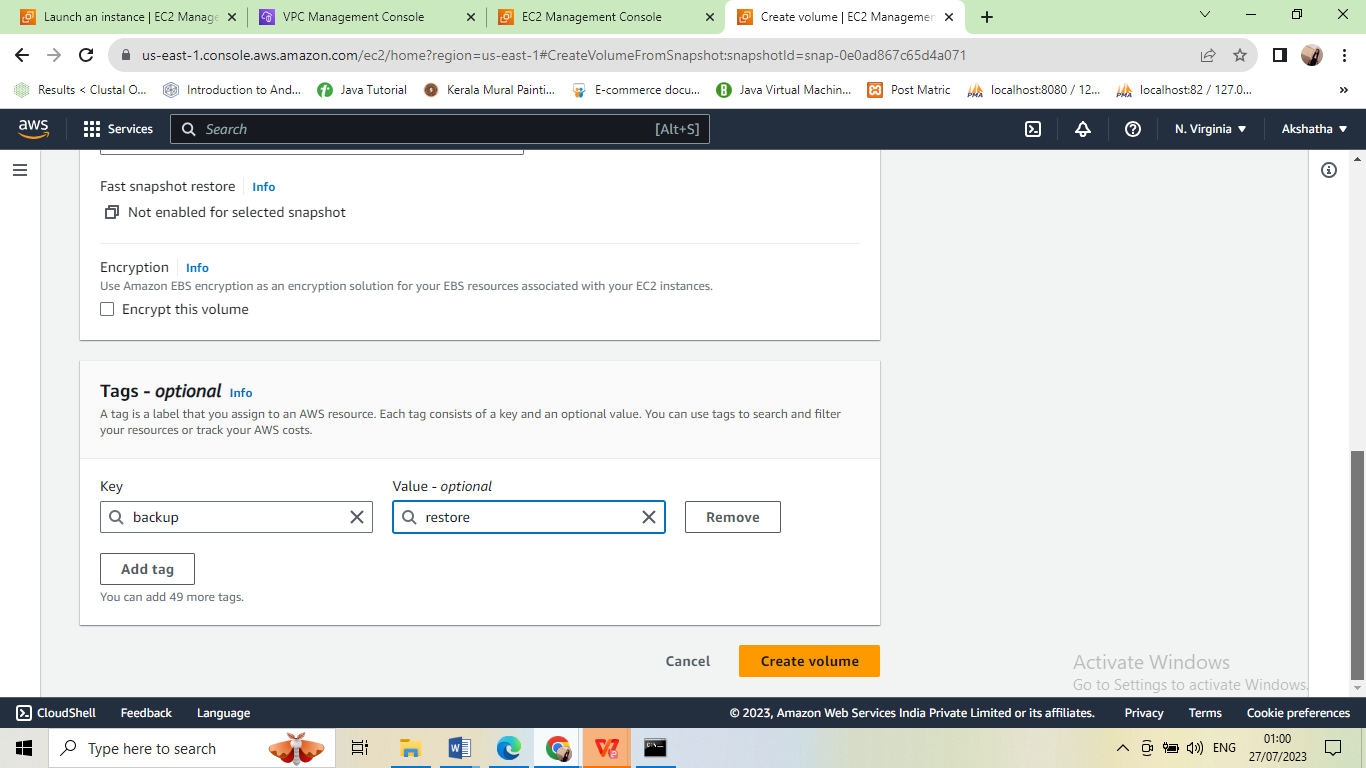 Launch an instance | EC2 Manage
VPC Management Console
EC2 Management Console
Create volume | EC2 Managemen
us-east-1.console.aws.amazon.com/ec2/home?region=us-east-1#CreateVolumeFromSnapshot:snapshotId=snap-0e0ad867c65d4a071
Results < Clustal O...
Introduction to And...
Java Tutorial
Kerala Mural Painti...
E-commerce docu...
Java Virtual Machin...
Post Matric
localhost:8080 / 12...
localhost:82 / 127.0...
»
aws
Services
Search
[Alt+S]
N. Virginia
Akshatha
Fast snapshot restore
Info
Not enabled for selected snapshot
Encryption
Info
Use Amazon EBS encryption as an encryption solution for your EBS resources associated with your EC2 instances.
Encrypt this volume
Tags - optional
Info
A tag is a label that you assign to an AWS resource. Each tag consists of a key and an optional value. You can use tags to search and filter
your resources or track your AWS costs.
Key
Value - optional
backup
restore
Remove
Add tag
You can add 49 more tags.
Cancel
Create volume
Activate Windows
Go to Settings to activate Windows.
CloudShell
Feedback
Language
© 2023, Amazon Web Services India Private Limited or its affiliates.
Privacy
Terms
Cookie preferences
Type here to search
ENG
01:00
27/07/2023